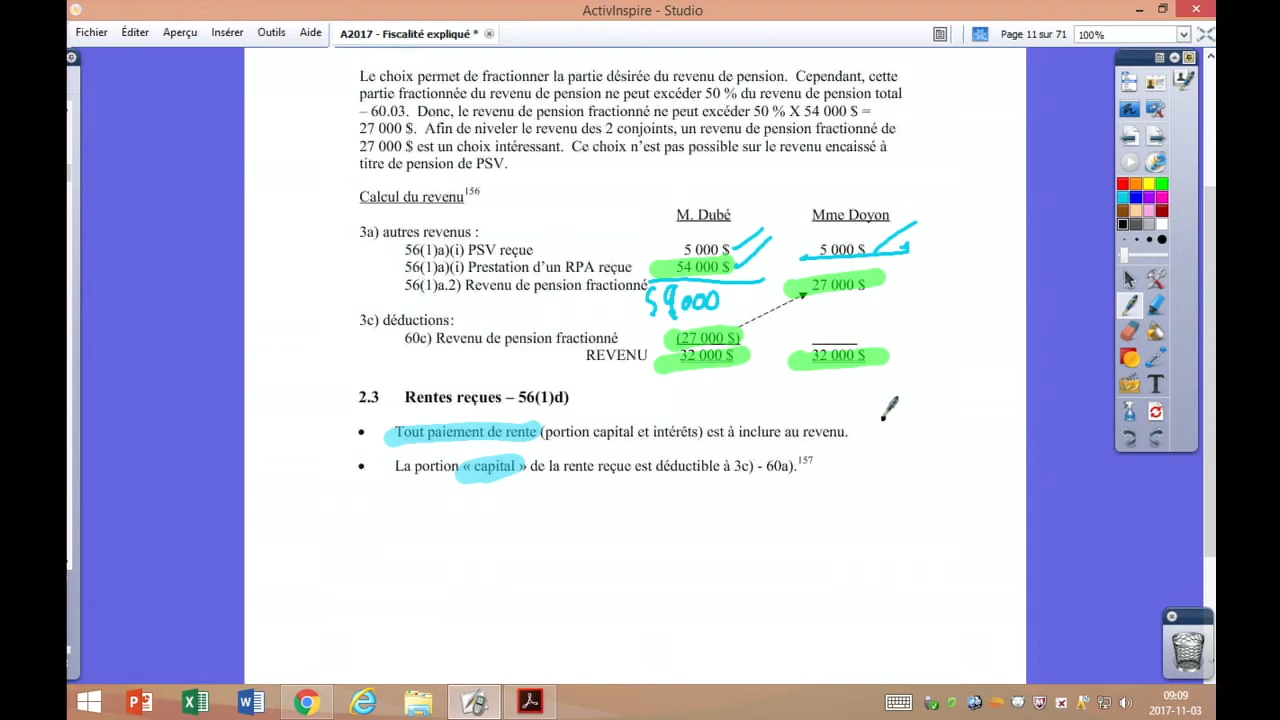 ActivInspire - Studio
Fichier Éditer Aperçu Insérer Outils Aide A2017 - Fiscalité expliqué * Page 11 sur 71 100%
Le choix permet de fractionner la partie désirée du revenu de pension. Cependant, cette
partie fractionnée du revenu de pension ne peut excéder 50 % du revenu de pension total
– 60.03. Donc, le revenu de pension fractionné ne peut excéder 50 % X 54 000 $ =
27 000 $. Afin de niveler le revenu des 2 conjoints, un revenu de pension fractionné de
27 000 $ est un choix intéressant. Ce choix n’est pas possible sur le revenu encaissé à
titre de pension de PSV.
Calcul du revenu156
M. Dubé Mme Doyon
3a) autres revenus :
56(1)a)(i) PSV reçue 5 000 $ 5 000 $
56(1)a)(i) Prestation d’un RPA reçue 54 000 $
56(1)a.2) Revenu de pension fractionné 27 000 $
59000
3c) déductions:
60c) Revenu de pension fractionné (27 000 $)
REVENU 32 000 $ 32 000 $
2.3 Rentes reçues – 56(1)d)
• Tout paiement de rente (portion capital et intérêts) est à inclure au revenu.
• La portion « capital » de la rente reçue est déductible à 3c) - 60a).157
09:09
2017-11-03